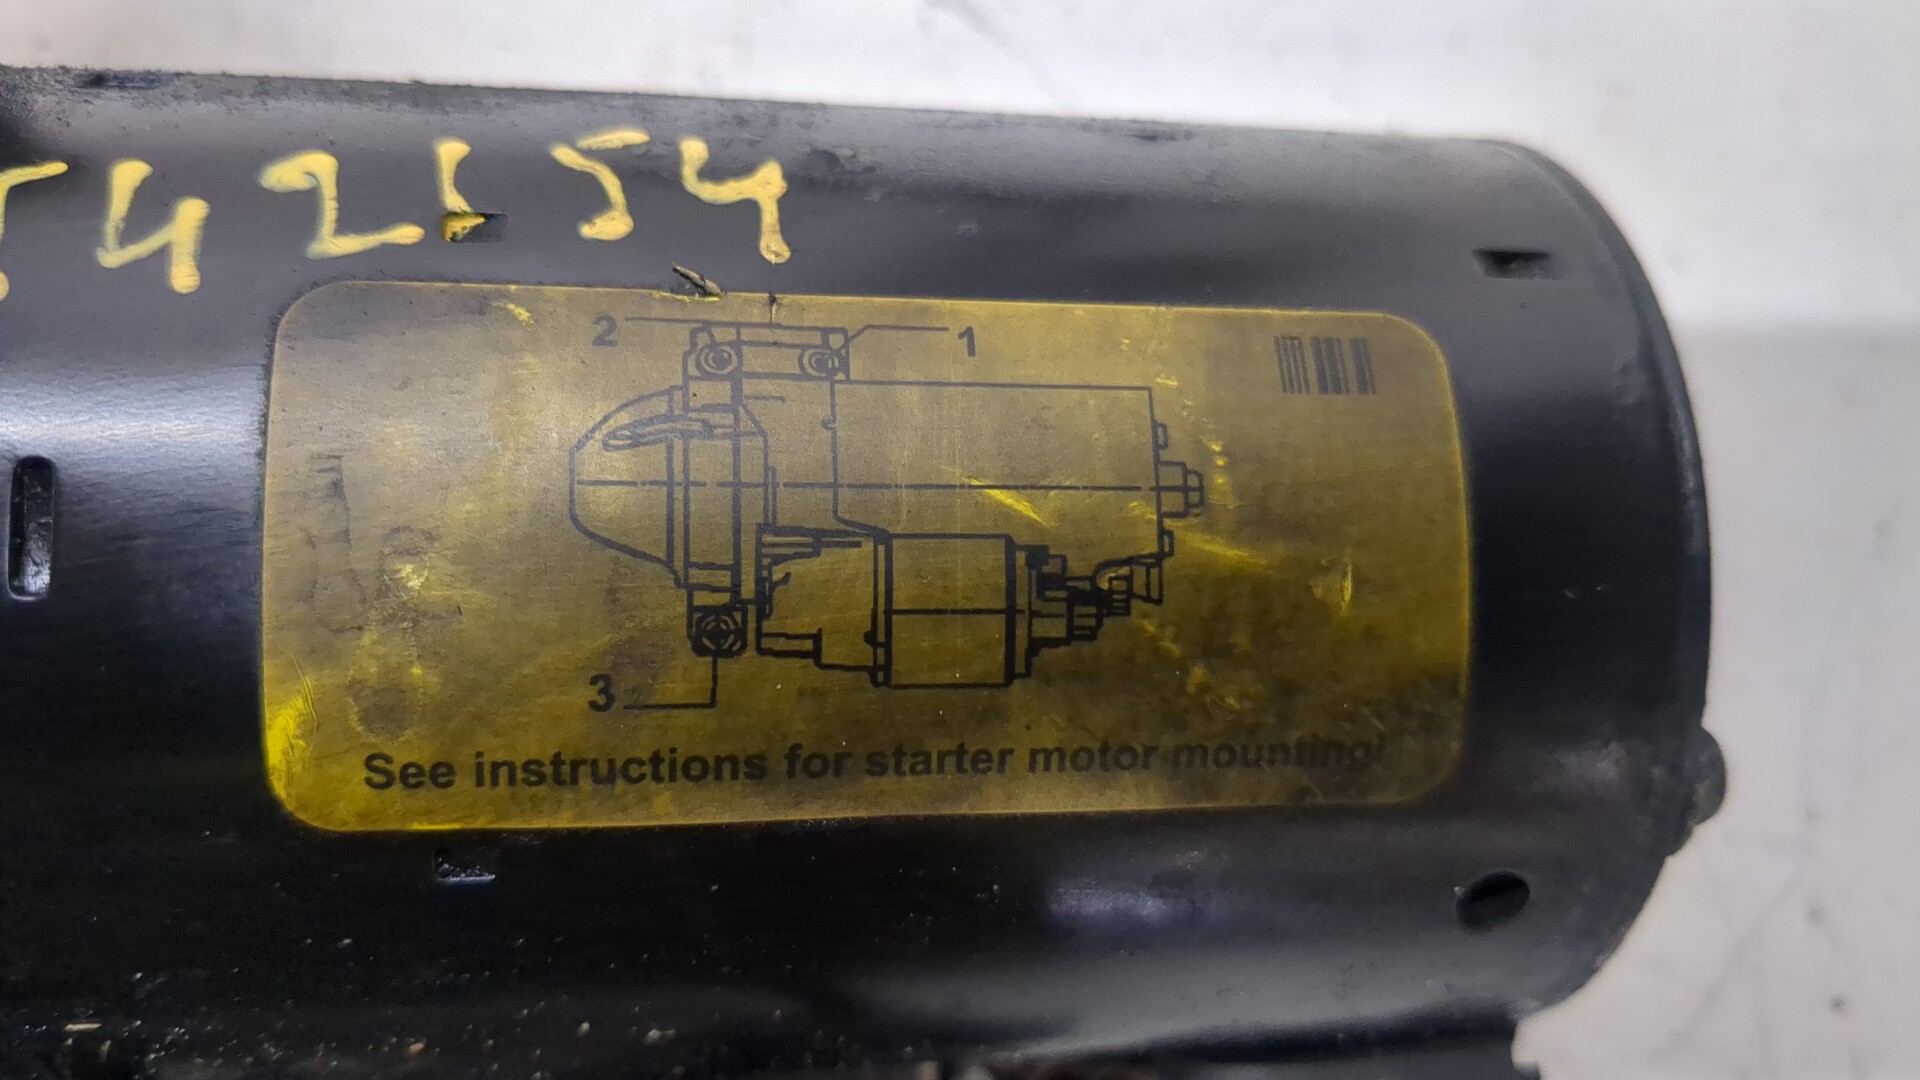 42154
2 1
3
See instructions for starter motor mounting!